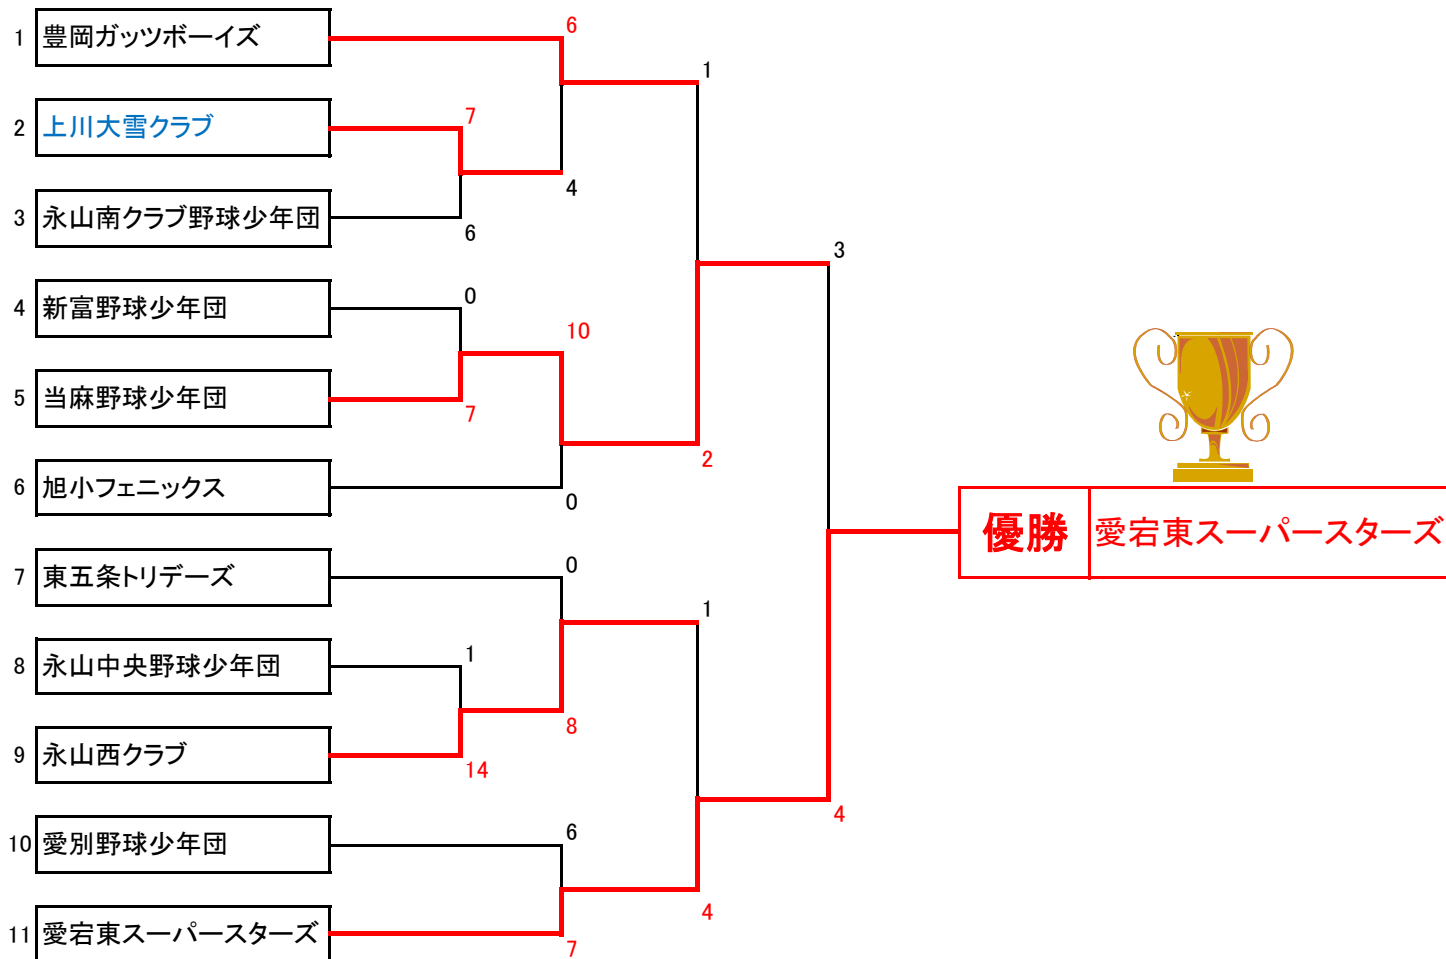 1 豊岡ガッツボーイズ
6
1
2 上川大雪クラブ
7
4
3 永山南クラブ野球少年団
6
3
4 新富野球少年団
0
10
5 当麻野球少年団
7
2
6 旭小フェニックス
0
優勝 愛宕東スーパースターズ
7 東五条トリデーズ
0
1
8 永山中央野球少年団
1
8
9 永山西クラブ
14
4
10 愛別野球少年団
6
4
11 愛宕東スーパースターズ
7